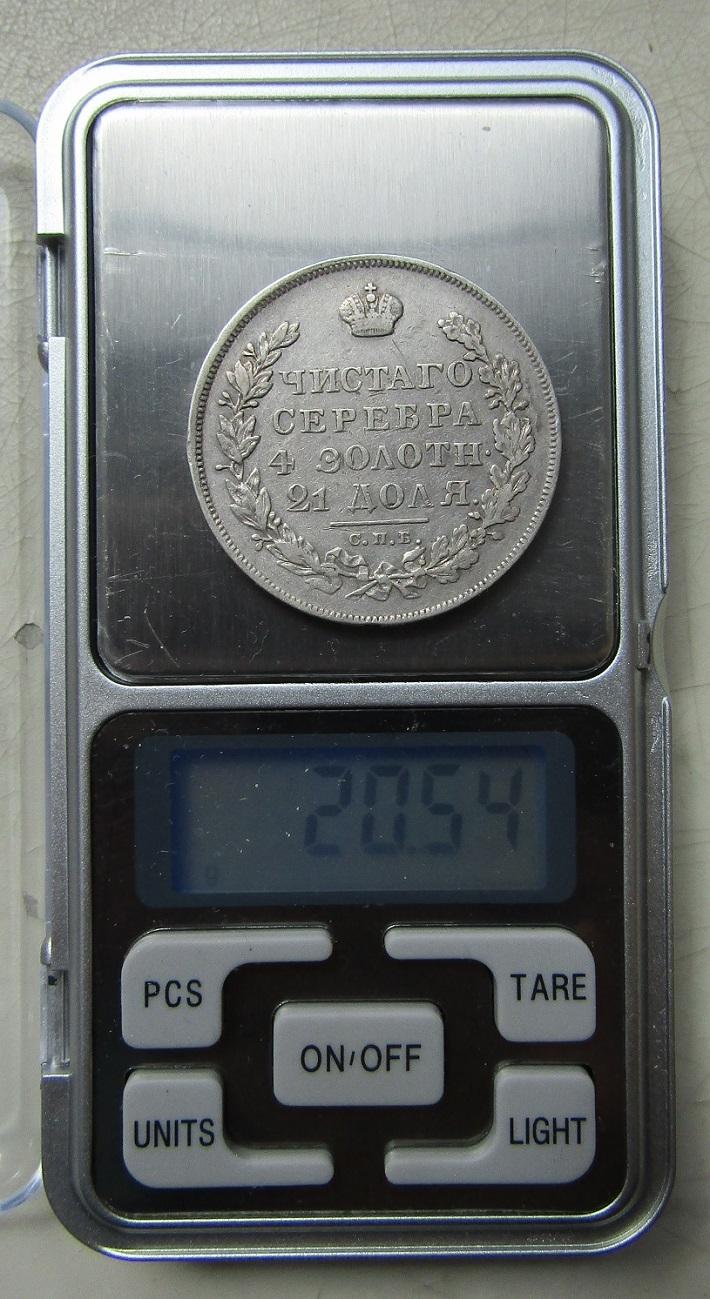 ЧИСТАГО
СЕРЕБРА
4 ЗОЛОТН.
21 ДОЛЯ.
С.П.Б.
20.54
g
PCS
TARE
ON/OFF
UNITS
LIGHT